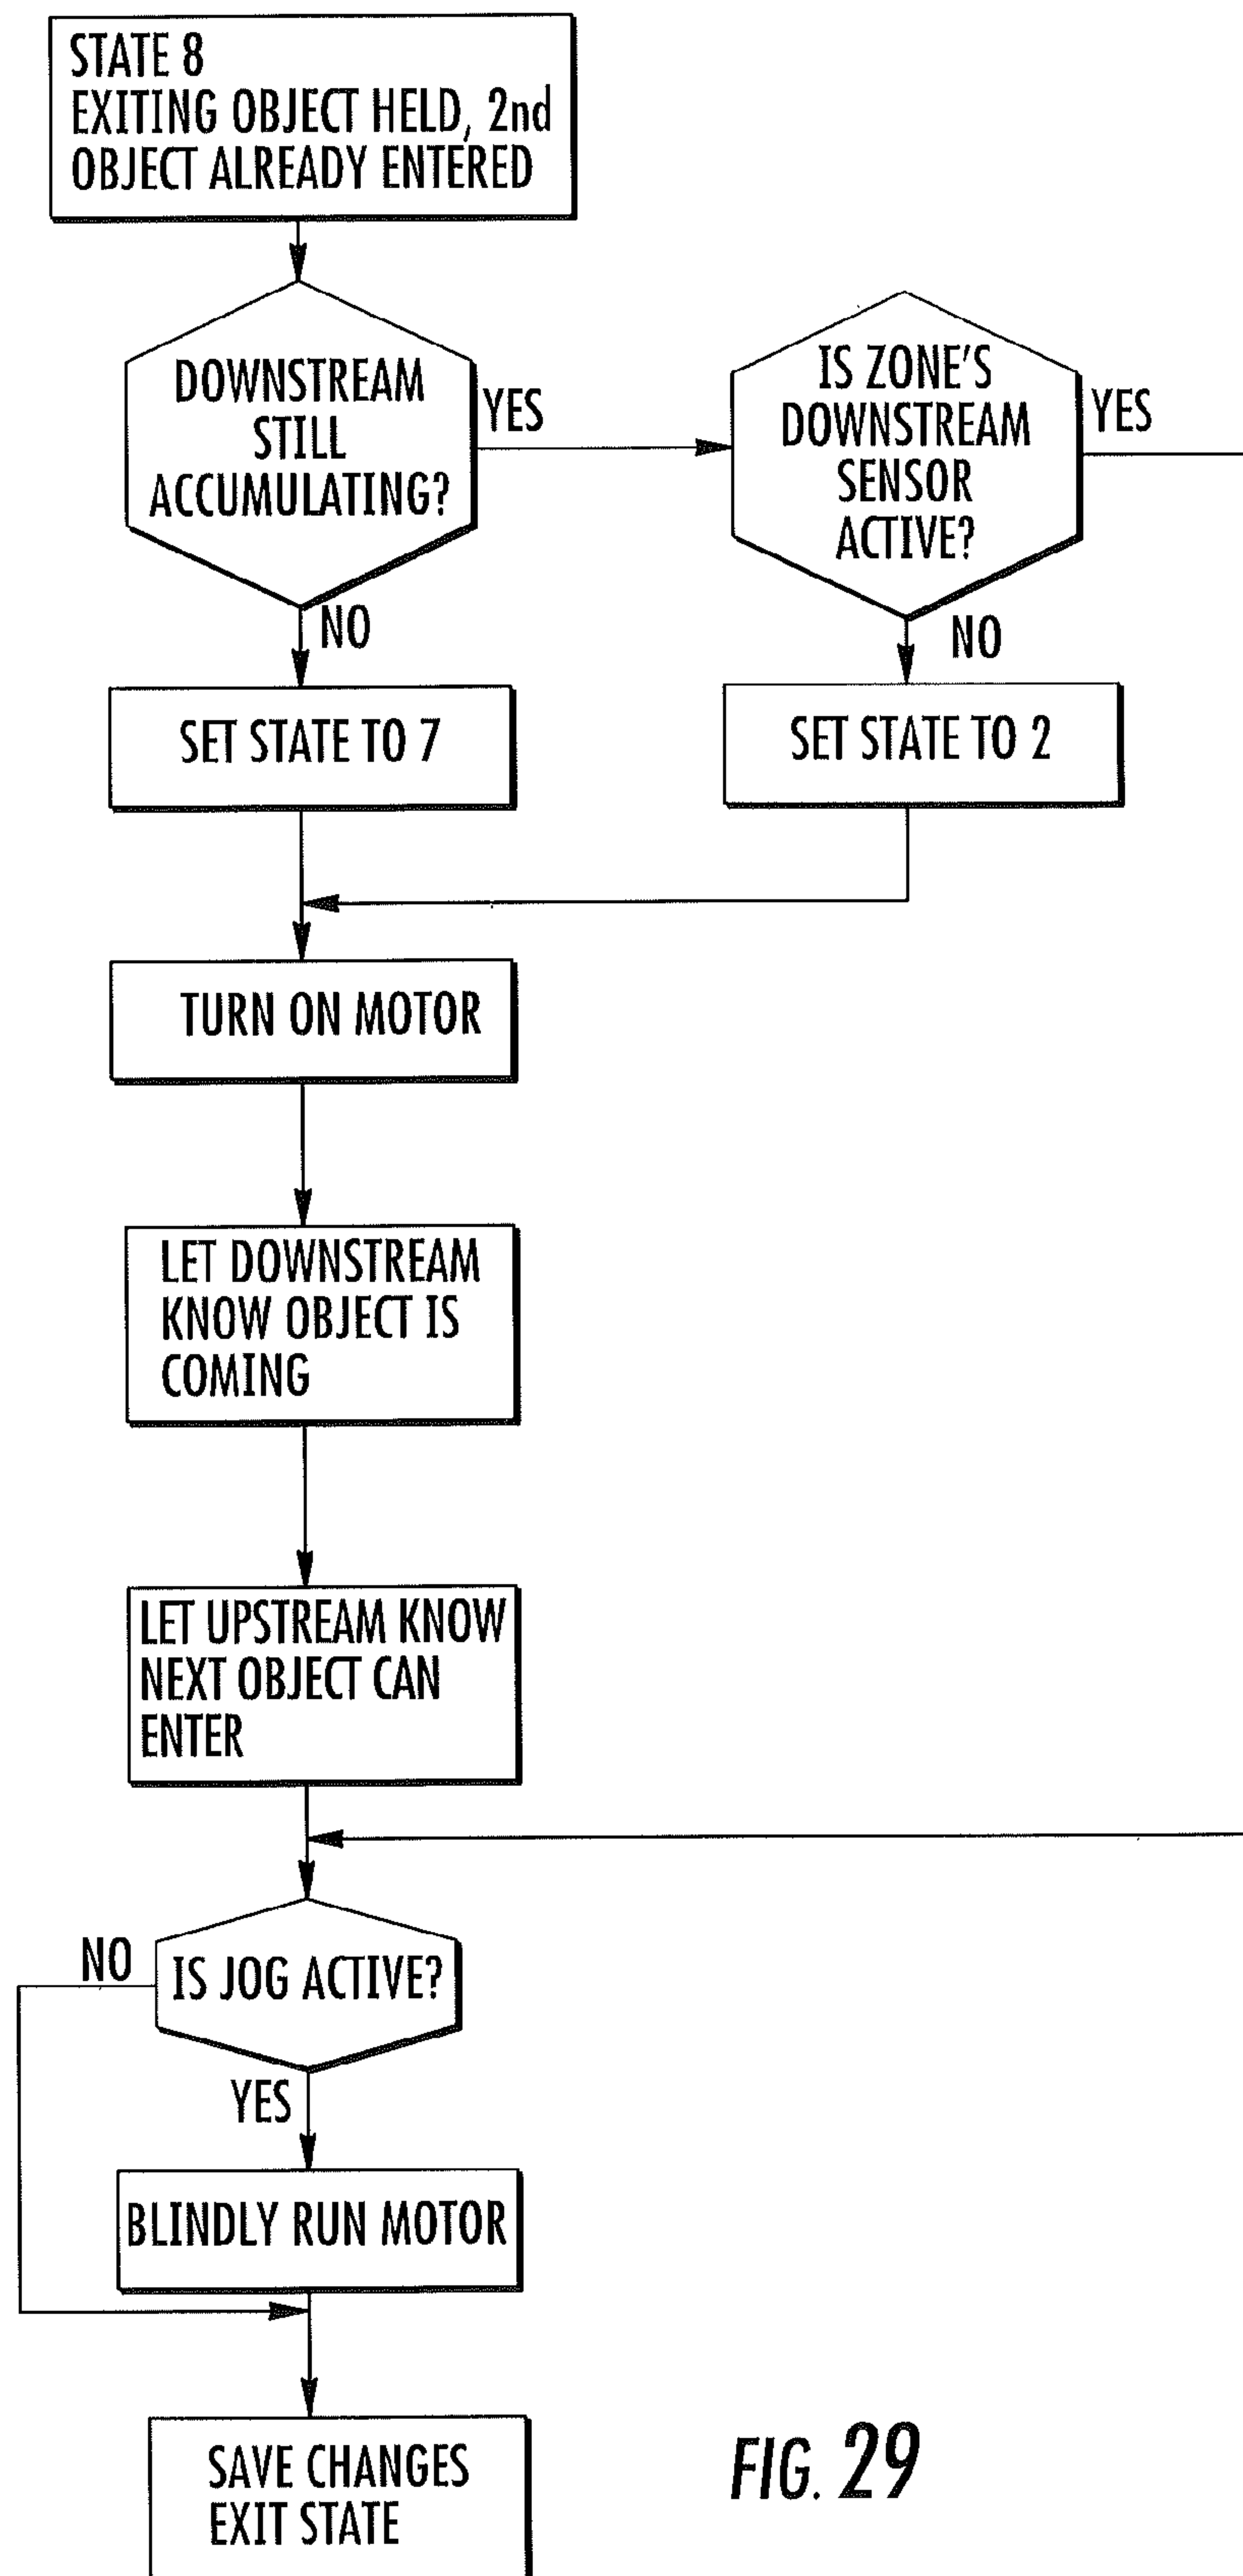 STATE 8
EXITING OBJECT HELD, 2nd
OBJECT ALREADY ENTERED
DOWNSTREAM
STILL
ACCUMULATING?
YES
IS ZONE'S
DOWNSTREAM
SENSOR
ACTIVE?
YES
NO
NO
SET STATE TO 7
SET STATE TO 2
TURN ON MOTOR
LET DOWNSTREAM
KNOW OBJECT IS
COMING
LET UPSTREAM KNOW
NEXT OBJECT CAN
ENTER
NO
IS JOG ACTIVE?
YES
BLINDLY RUN MOTOR
SAVE CHANGES
EXIT STATE
FIG. 29